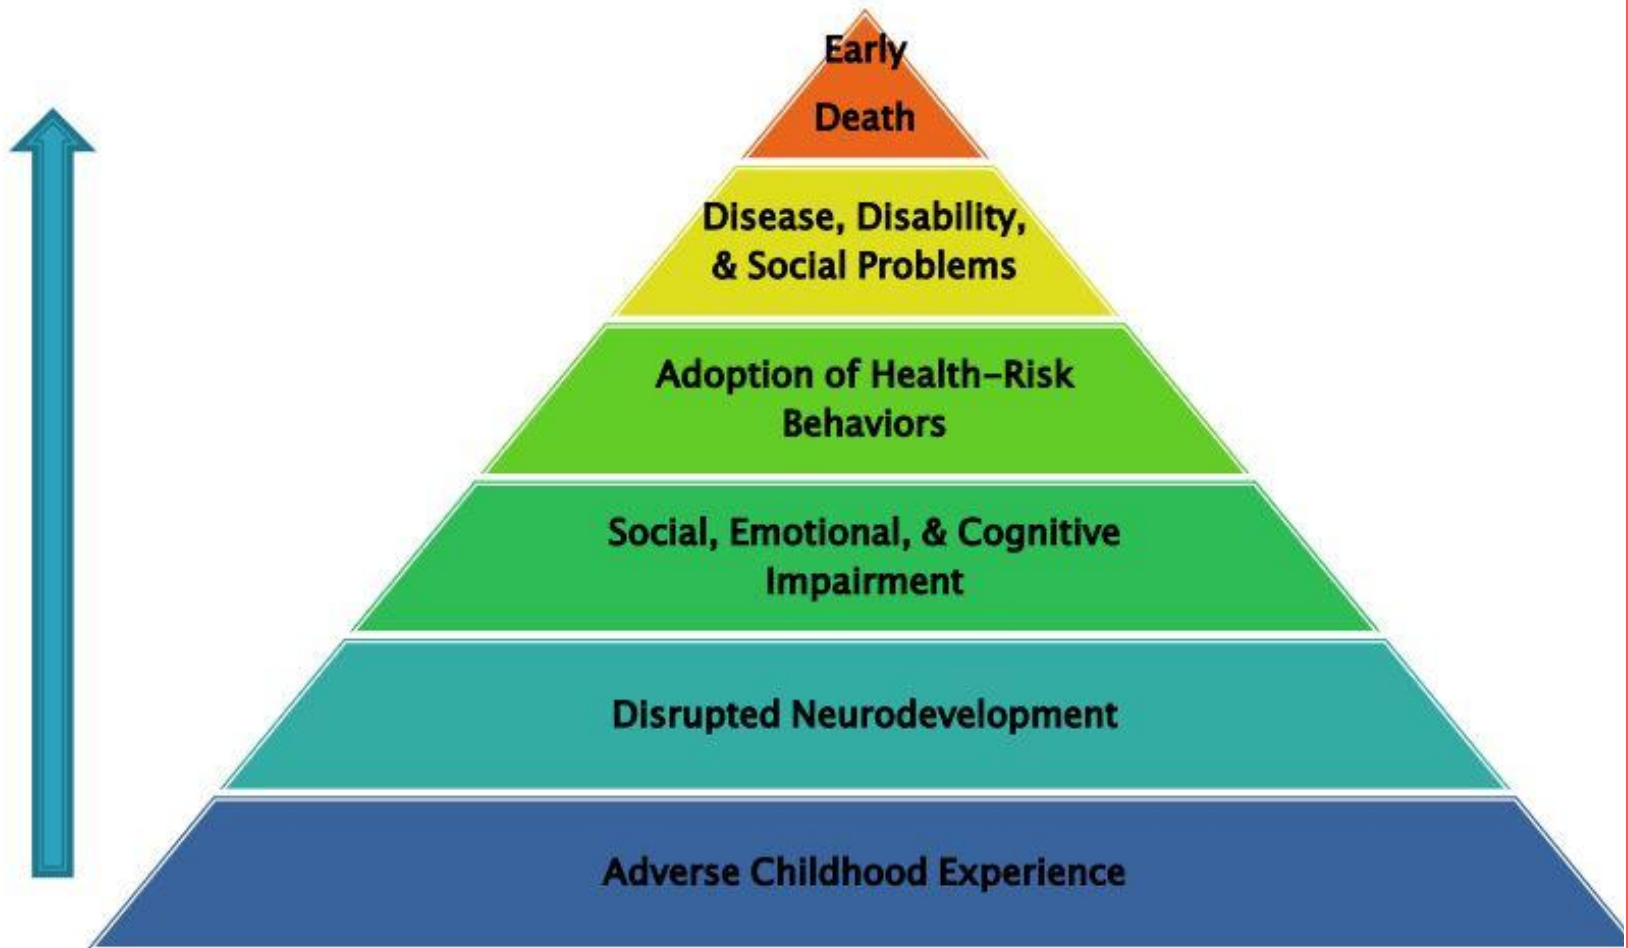 Early
Death
Disease, Disability,
& Social Problems
Adoption of Health-Risk
Behaviors
Social, Emotional, & Cognitive
Impairment
Disrupted Neurodevelopment
Adverse Childhood Experience